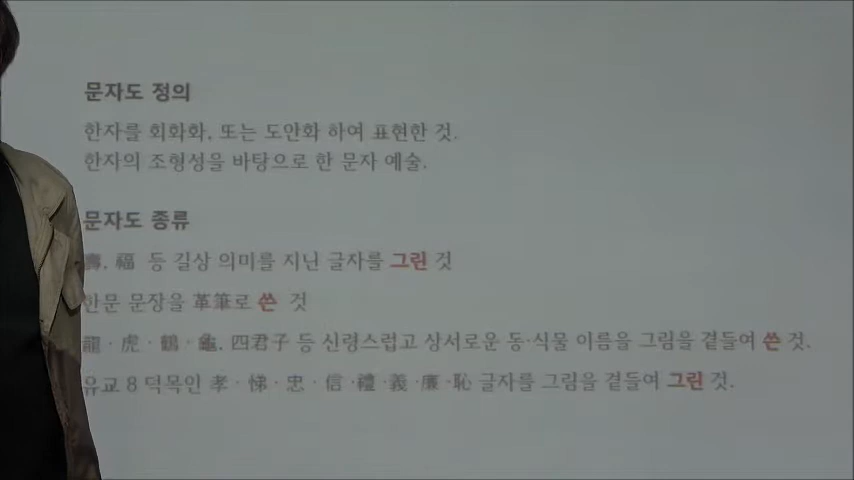 문자도 정의
한자를 회화화, 또는 도안화 하여 표현한 것.
한자의 조형성을 바탕으로 한 문자 예술.
문자도 종류
壽, 福 등 길상 의미를 지닌 글자를 그린 것
한문 문장을 革筆로 쓴 것
龍·虎·鶴·龜, 四君子 등 신령스럽고 상서로운 동·식물 이름을 그림을 곁들여 쓴 것.
유교 8 덕목인 孝·悌·忠·信·禮·義·廉·恥 글자를 그림을 곁들여 그린 것.